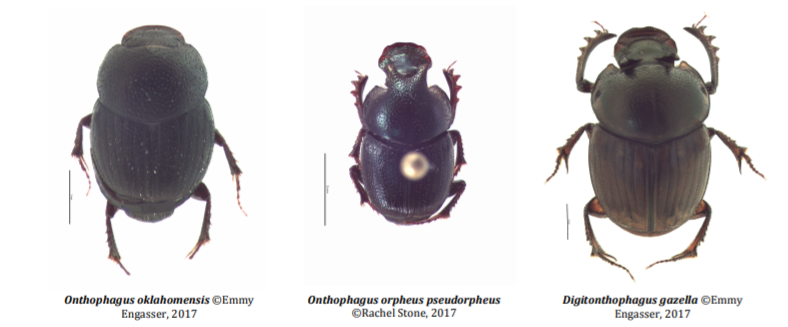 Onthophagus oklahomensis ©Emmy
Engasser, 2017
Onthophagus orpheus pseudorpheus
©Rachel Stone, 2017
Digitonthophagus gazella ©Emmy
Engasser, 2017